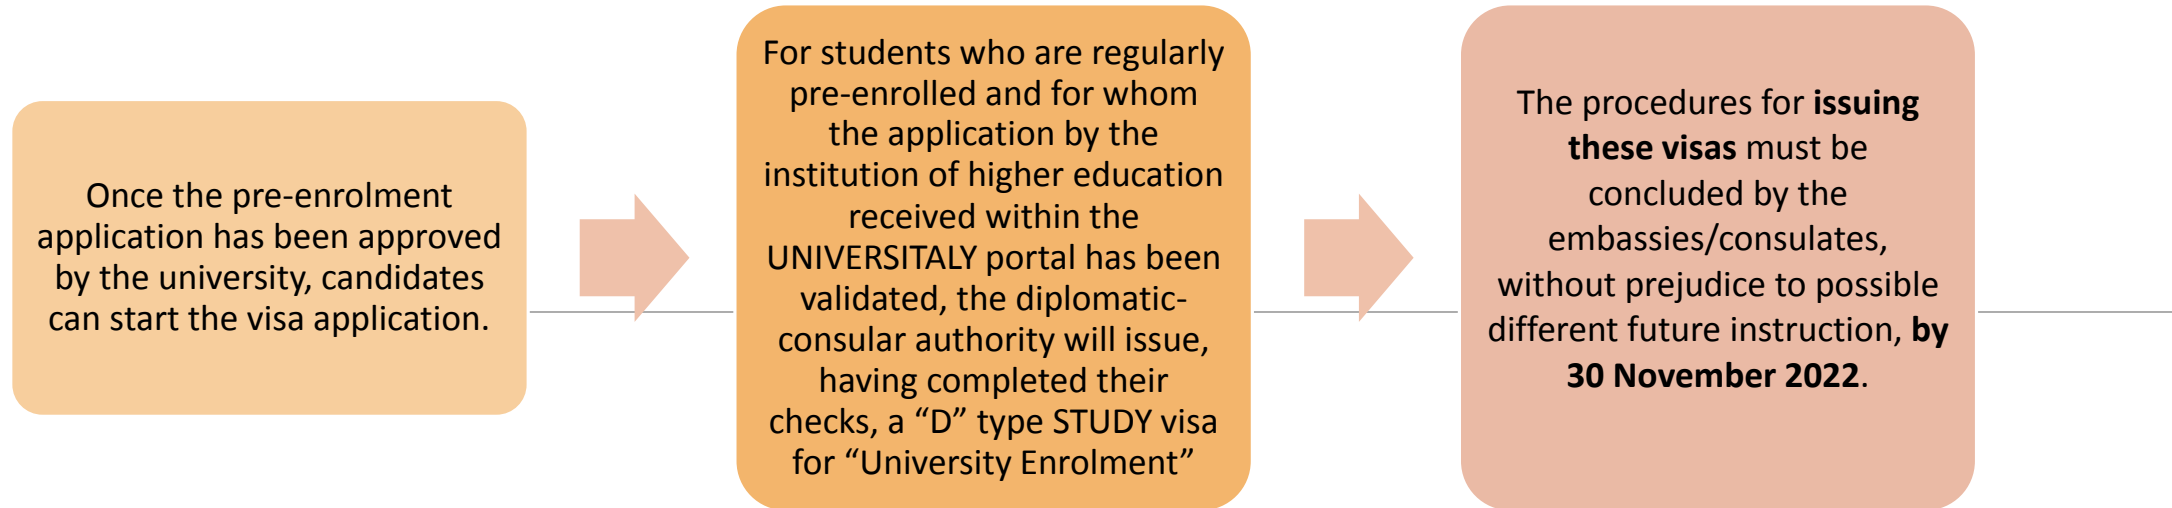 Once the pre-enrolment
application has been approved
by the university, candidates
can start the visa application.
For students who are regularly
pre-enrolled and for whom
the application by the
institution of higher education
received within the
UNIVERSITALY portal has been
validated, the diplomatic-
consular authority will issue,
having completed their
checks, a “D” type STUDY visa
for “University Enrolment”
The procedures for issuing
these visas must be
concluded by the
embassies/consulates,
without prejudice to possible
different future instruction, by
30 November 2022.